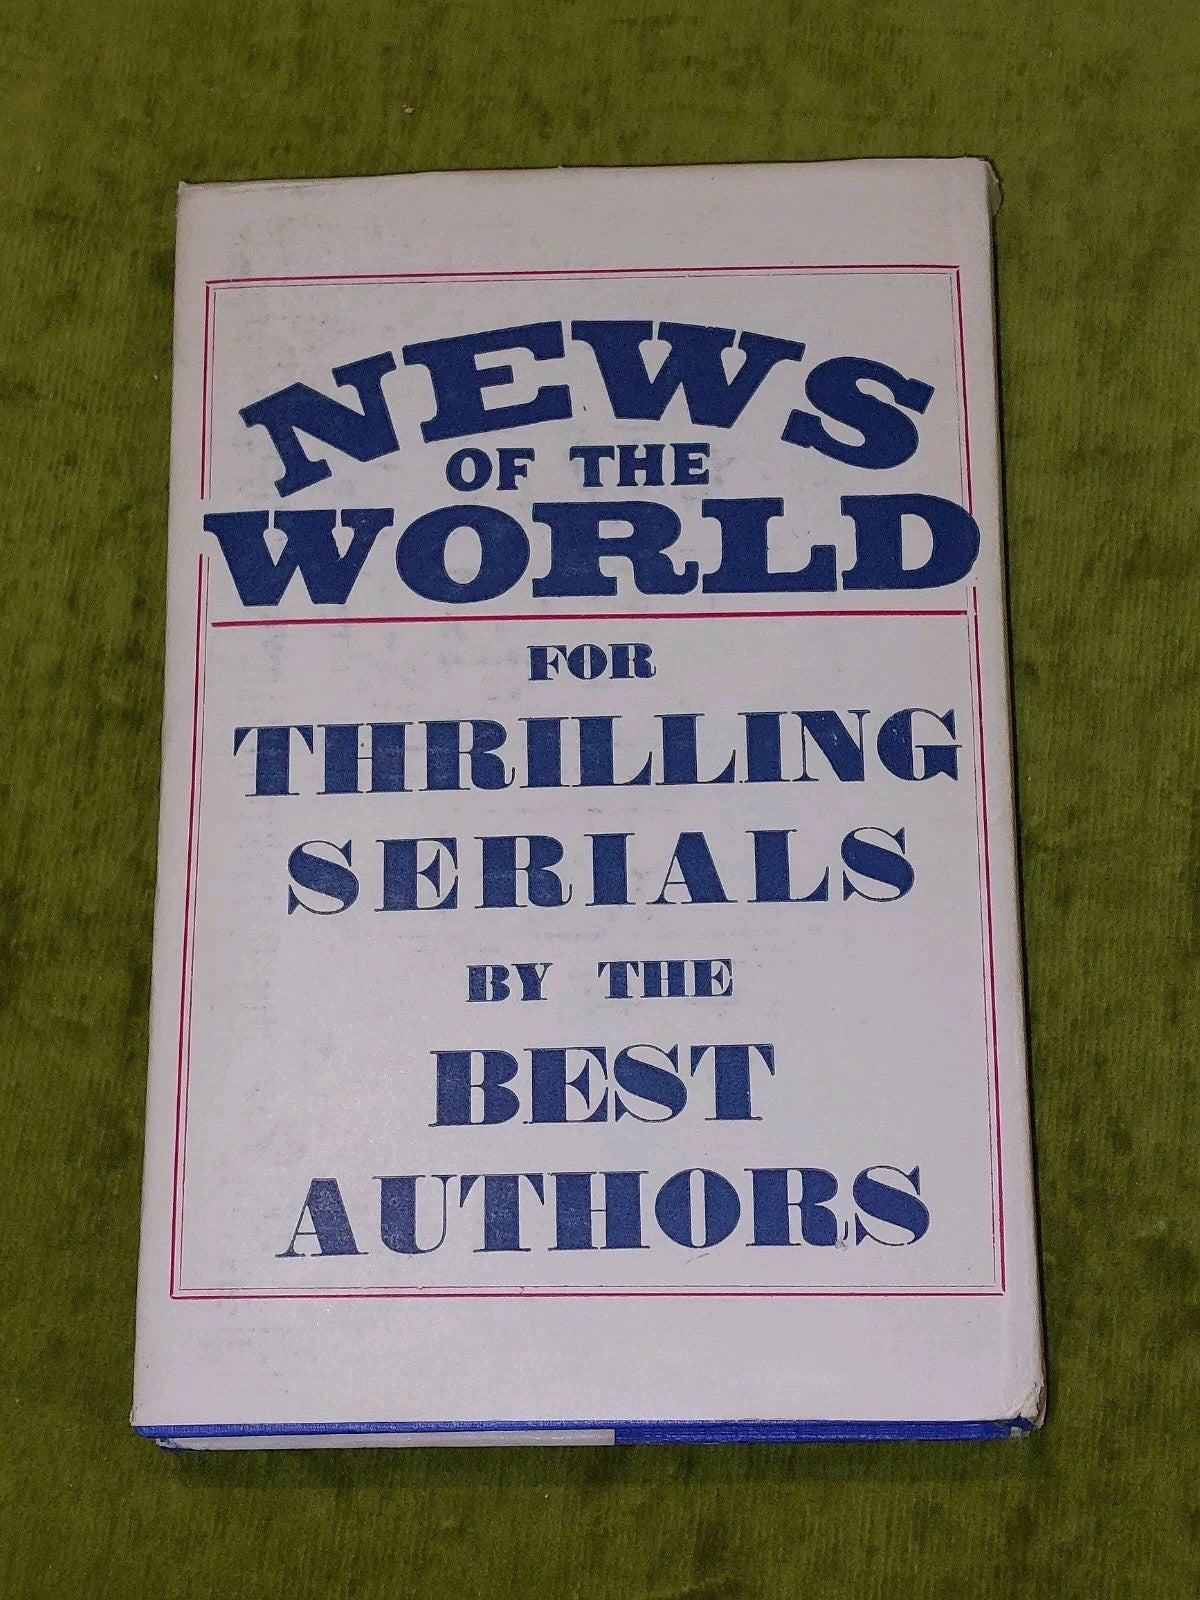 NEWS
OF THE
WORLD
FOR
THRILLING
SERIALS
BY THE
BEST
AUTHORS